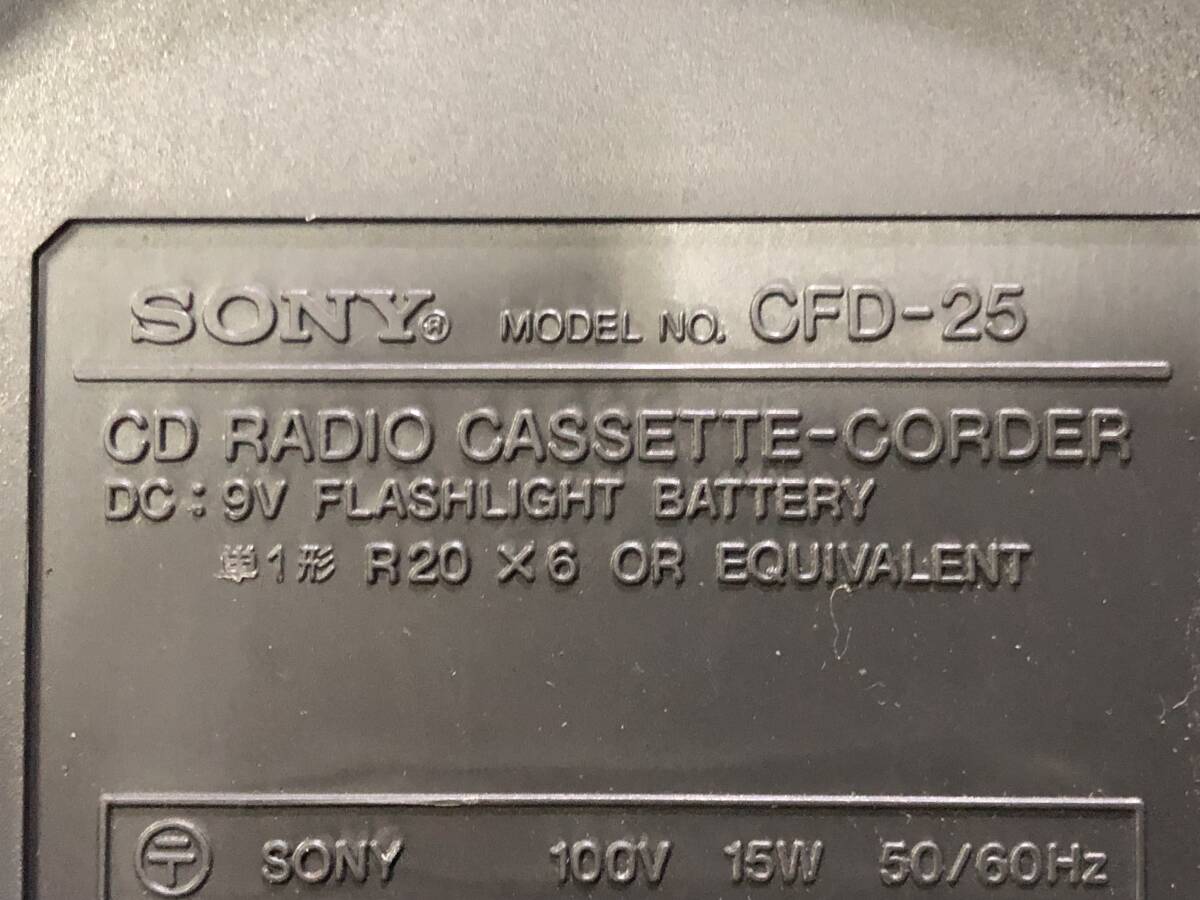 SONY® MODEL NO. CFD-25
CD RADIO CASSETTE-CORDER
DC: 9V FLASHLIGHT BATTERY
単1形 R20 ×6 OR EQUIVALENT
〒 SONY 100V 15W 50/60Hz